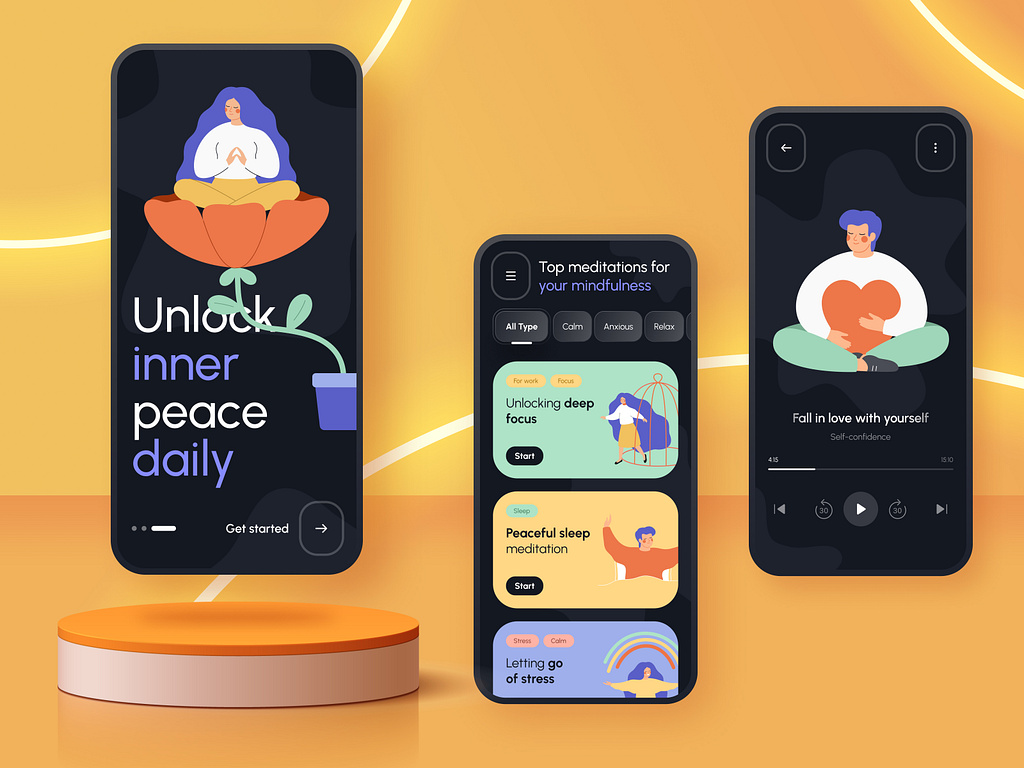 Unlock
inner
peace
daily
Get started
Top meditations for
your mindfulness
All Type
Calm
Anxious
Relax
For work
Focus
Unlocking deep
focus
Start
Sleep
Peaceful sleep
meditation
Start
Stress
Calm
Letting go
of stress
Fall in love with yourself
Self-confidence
4:15
15:10
30
30